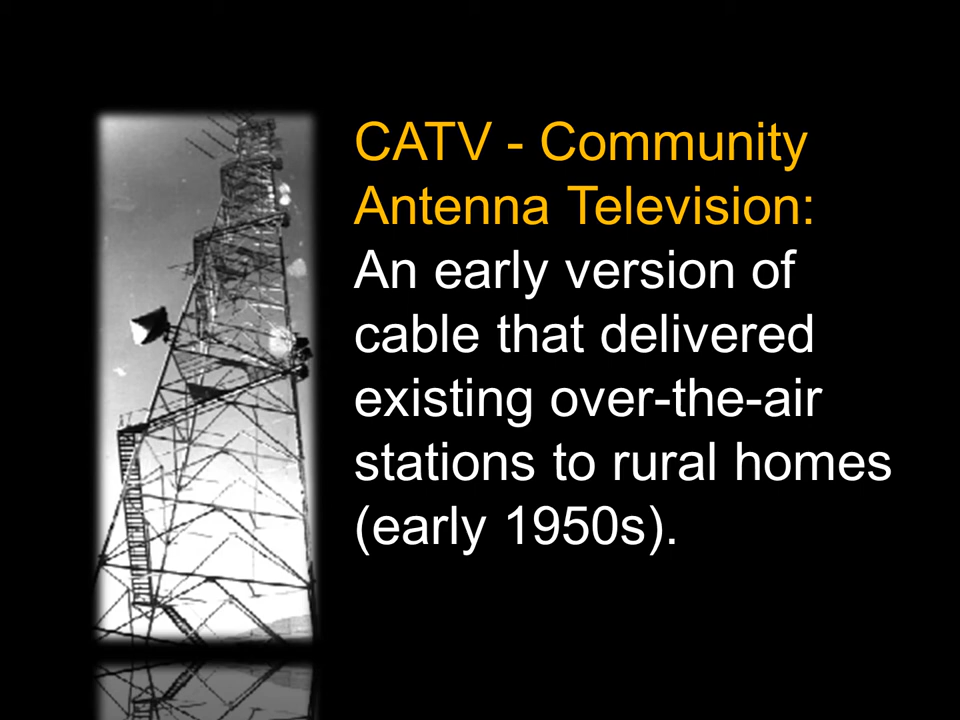 CATV - Community
Antenna Television:
An early version of
cable that delivered
existing over-the-air
stations to rural homes
(early 1950s).